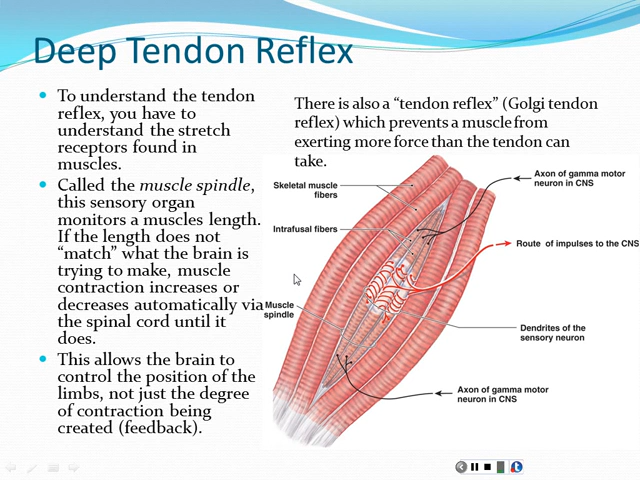 Deep Tendon Reflex
To understand the tendon
reflex, you have to
understand the stretch
receptors found in
muscles.
Called the muscle spindle,
this sensory organ
monitors a muscles length.
If the length does not
“match” what the brain is
trying to make, muscle
contraction increases or
decreases automatically via
the spinal cord until it
does.
This allows the brain to
control the position of the
limbs, not just the degree
of contraction being
created (feedback).
There is also a “tendon reflex” (Golgi tendon
reflex) which prevents a muscle from
exerting more force than the tendon can
take.
Skeletal muscle
fibers
Intrafusal fibers
Muscle
spindle
Axon of gamma motor
neuron in CNS
Route of impulses to the CNS
Dendrites of the
sensory neuron
Axon of gamma motor
neuron in CNS